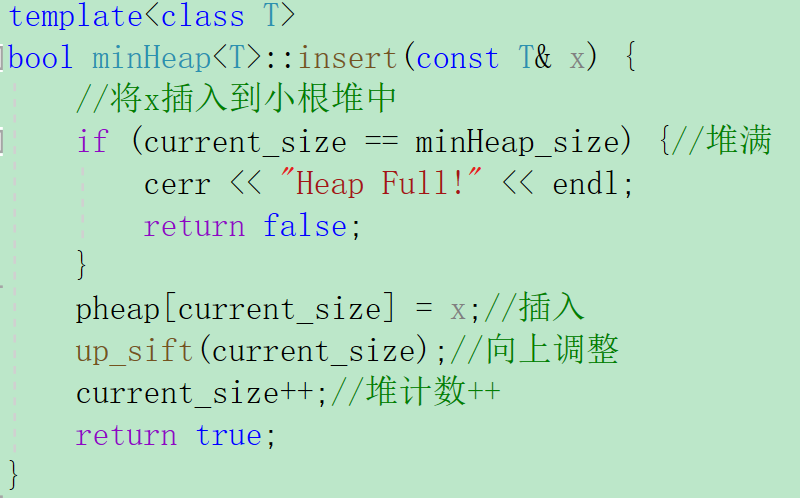 template<class T>
bool minHeap<T>::insert(const T& x) {
    //将x插入到小根堆中
    if (current_size == minHeap_size) {//堆满
        cerr << "Heap Full!" << endl;
        return false;
    }
    pheap[current_size] = x;//插入
    up_sift(current_size);//向上调整
    current_size++;//堆计数++
    return true;
}